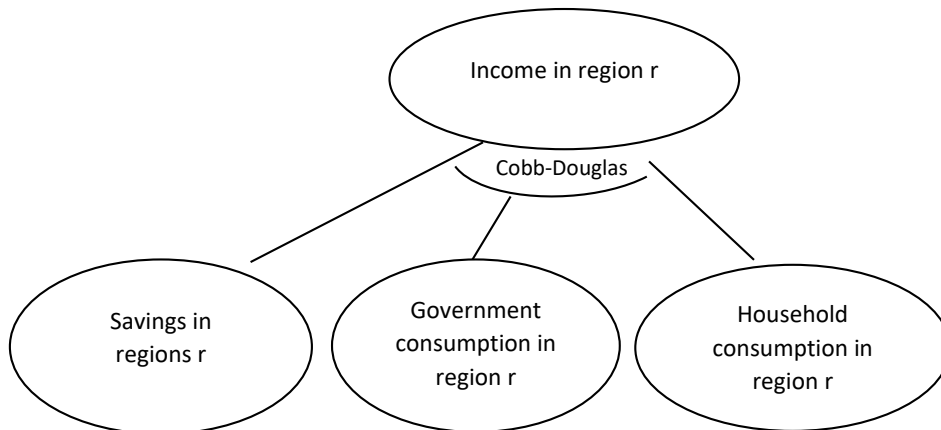 Income in region r
Cobb-Douglas
Savings in
regions r
Government
consumption in
region r
Household
consumption in
region r